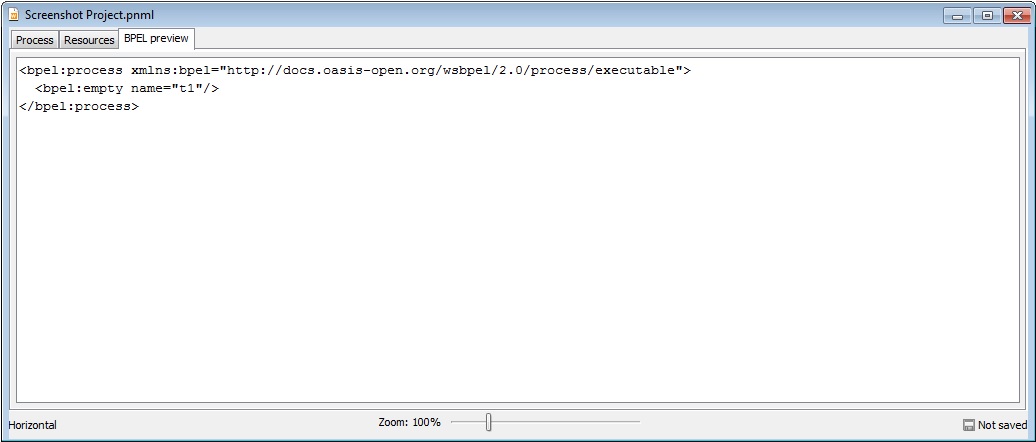 Screenshot Project.pnml
Process Resources BPEL preview
<bpel:process xmlns:bpel="http://docs.oasis-open.org/wsbpel/2.0/process/executable">
<bpel:empty name="t1"/>
</bpel:process>
Horizontal Zoom: 100% Not saved